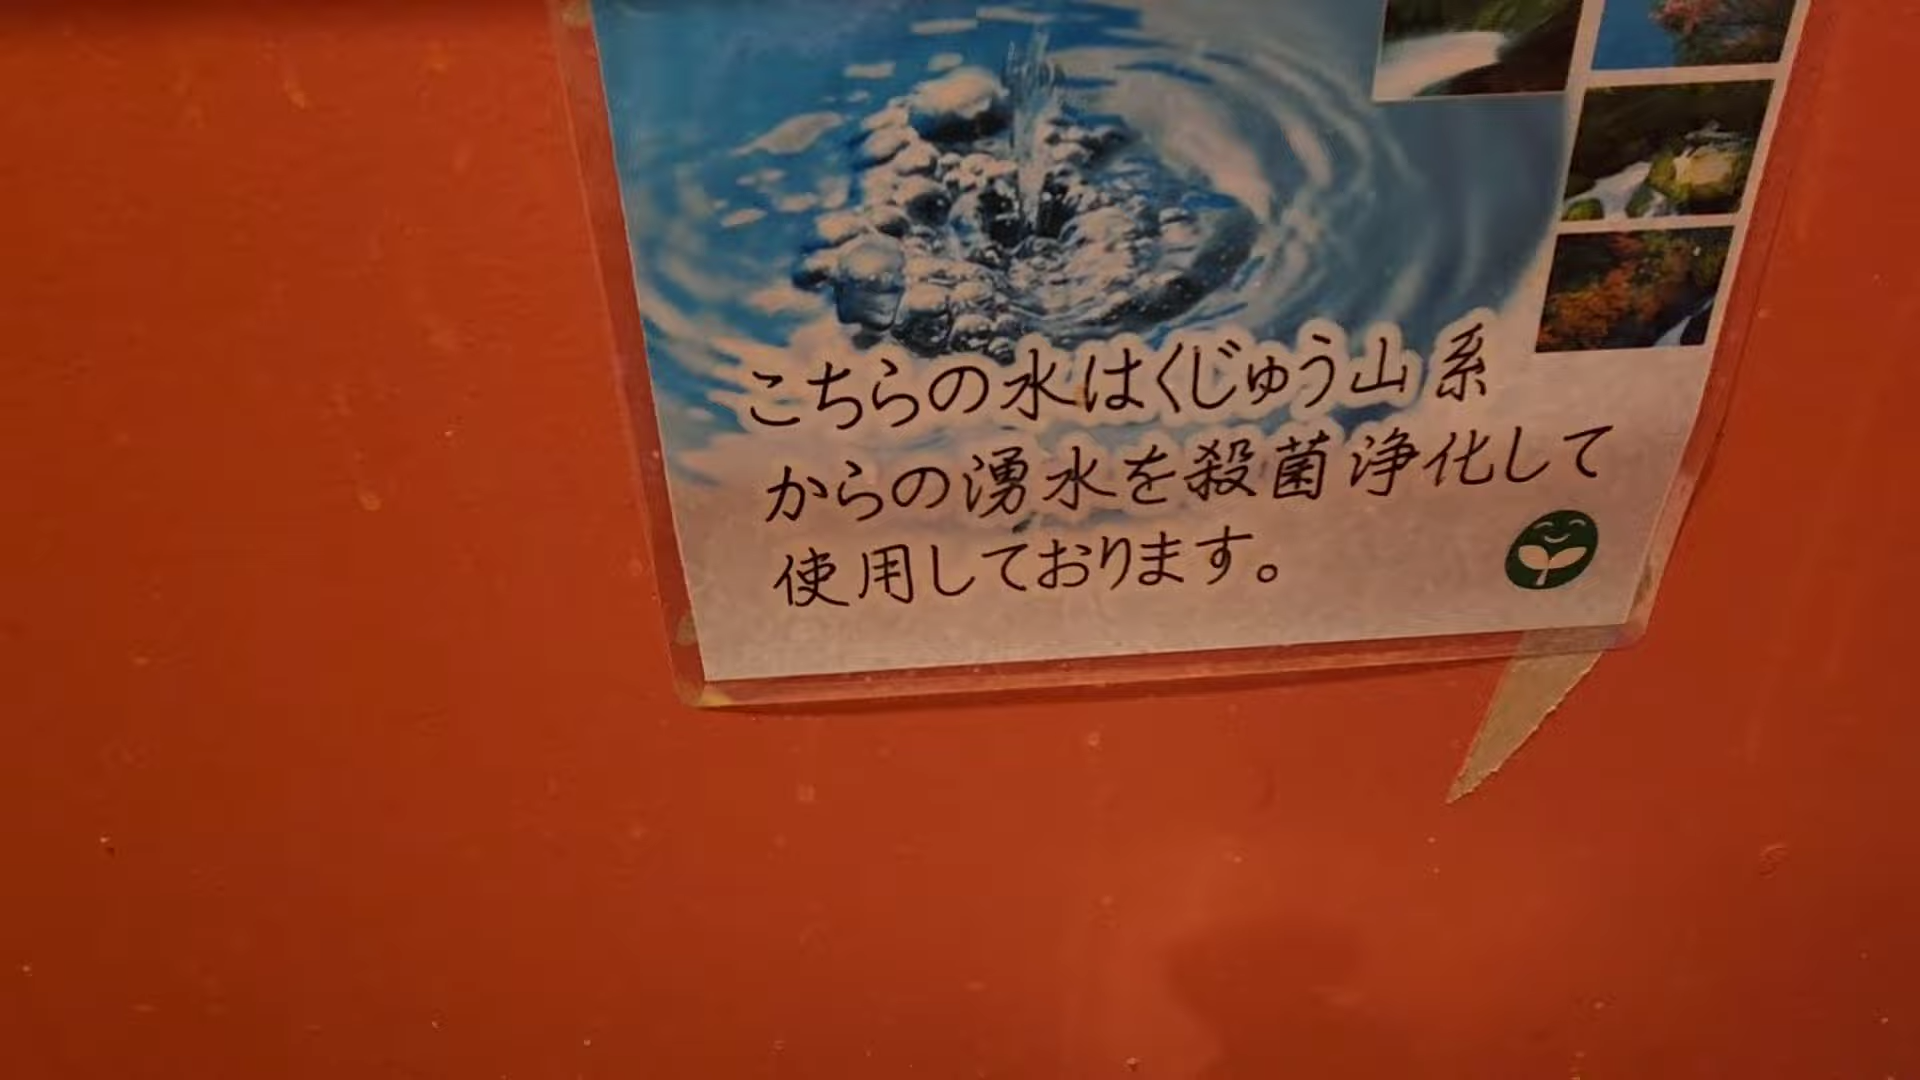 こちらの水はくじゅう山系
からの湧水を殺菌浄化して
使用しております。